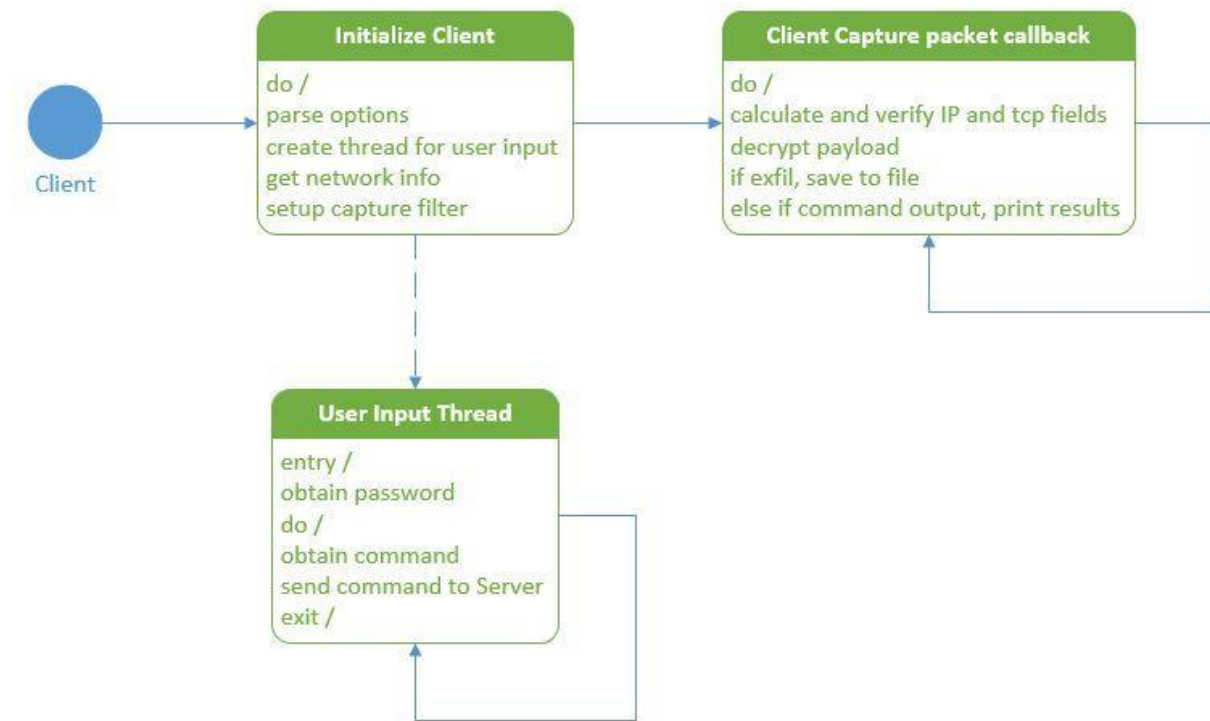 Client
Initialize Client
do /
parse options
create thread for user input
get network info
setup capture filter
Client Capture packet callback
do /
calculate and verify IP and tcp fields
decrypt payload
if exfil, save to file
else if command output, print results
User Input Thread
entry /
obtain password
do /
obtain command
send command to Server
exit /